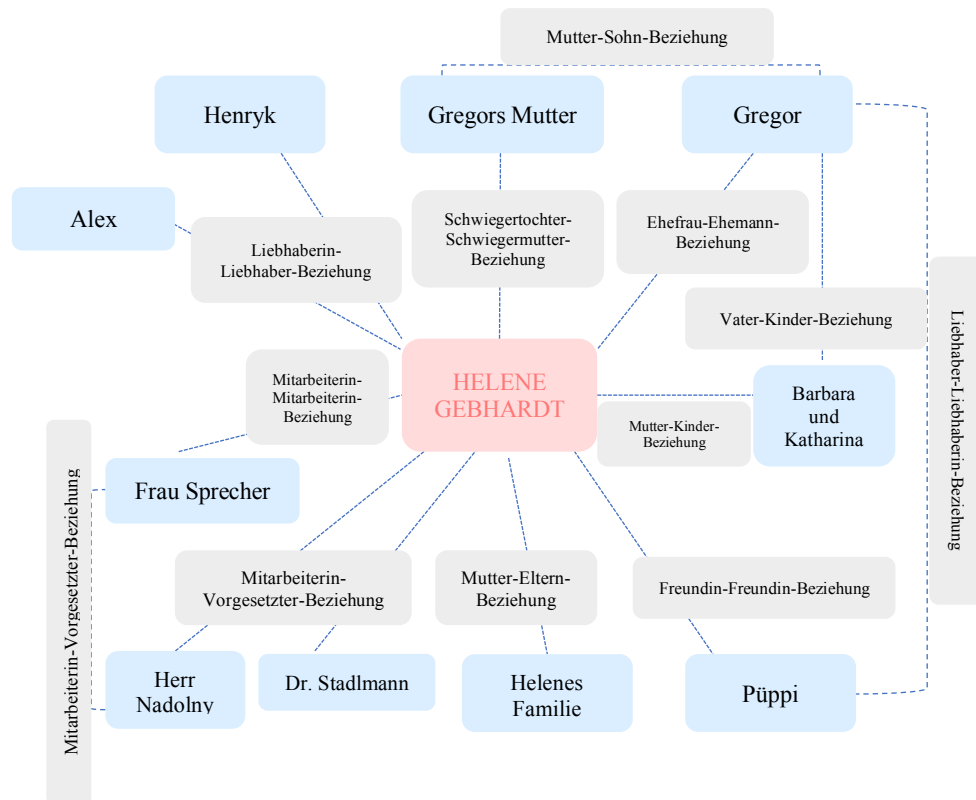 Mutter-Sohn-Beziehung
Henryk
Gregors Mutter
Gregor
Alex
Liebhaberin-
Liebhaber-Beziehung
Schwiegertochter-
Schwiegermutter-
Beziehung
Ehefrau-Ehemann-
Beziehung
Vater-Kinder-Beziehung
Liebhaber-Liebhaberin-Beziehung
Mitarbeiterin-
Mitarbeiterin-
Beziehung
HELENE
GEBHARDT
Mutter-Kinder-
Beziehung
Barbara
und
Katharina
Frau Sprecher
Mitarbeiterin-Vorgesetzter-Beziehung
Mitarbeiterin-
Vorgesetzter-Beziehung
Mutter-Eltern-
Beziehung
Freundin-Freundin-Beziehung
Herr
Nadolny
Dr. Stadlmann
Helenes
Familie
Püppi